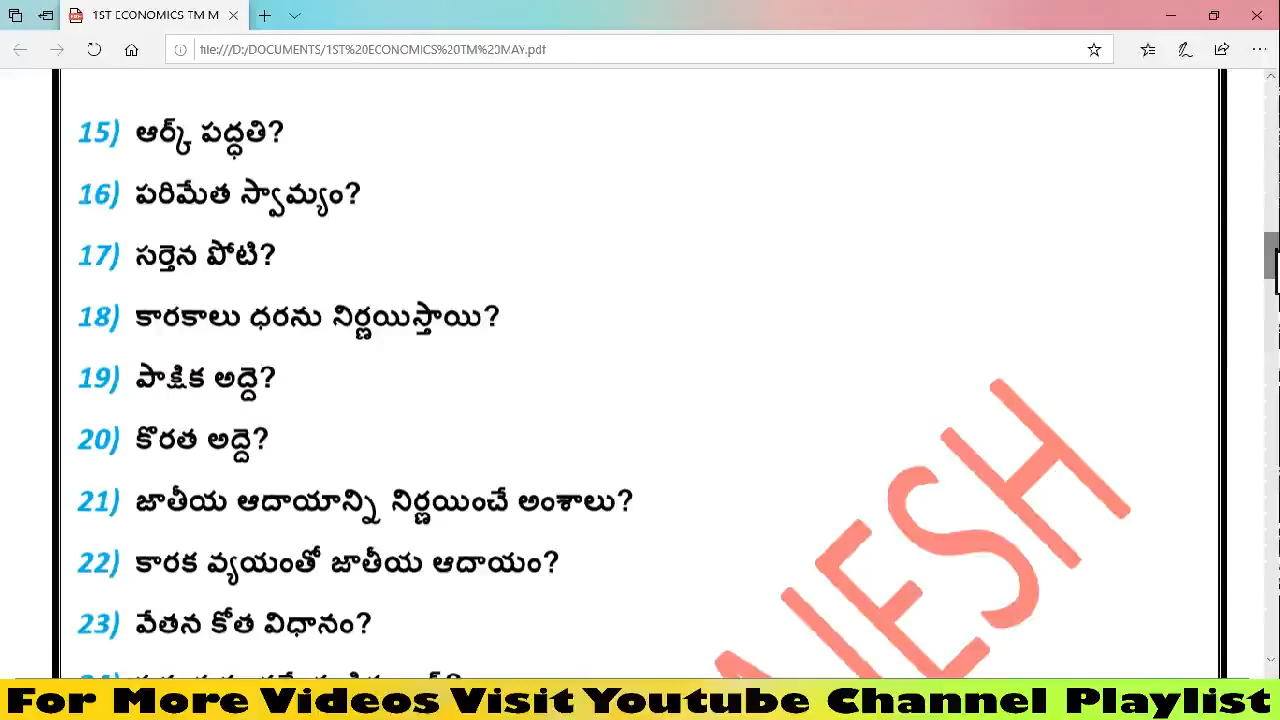 1ST ECONOMICS TM M
file:///D:/DOCUMENTS/1ST%20ECONOMICS%20TM%20MAY.pdf
15) ఆర్క్ పద్ధతి?
16) పరిమేత స్వామ్యం?
17) సర్తెన పోటి?
18) కారకాలు ధరను నిర్ణయిస్తాయి?
19) పాక్షిక అద్దె?
20) కొరత అద్దె?
21) జాతీయ ఆదాయాన్ని నిర్ణయించే అంశాలు?
22) కారక వ్యయంతో జాతీయ ఆదాయం?
23) వేతన కోత విధానం?
NESH
For More Videos Visit Youtube Channel Playlist